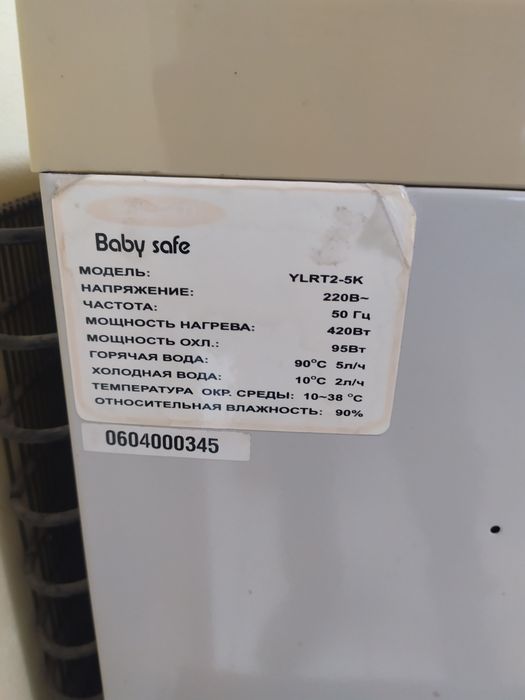 Baby safe
МОДЕЛЬ: YLRT2-5K
НАПРЯЖЕНИЕ: 220В~
ЧАСТОТА: 50 Гц
МОЩНОСТЬ НАГРЕВА: 420Вт
МОЩНОСТЬ ОХЛ.: 95Вт
ГОРЯЧАЯ ВОДА: 90°C 5л/ч
ХОЛОДНАЯ ВОДА: 10°C 2л/ч
ТЕМПЕРАТУРА ОКР. СРЕДЫ: 10~38 °C
ОТНОСИТЕЛЬНАЯ ВЛАЖНОСТЬ: 90%
0604000345